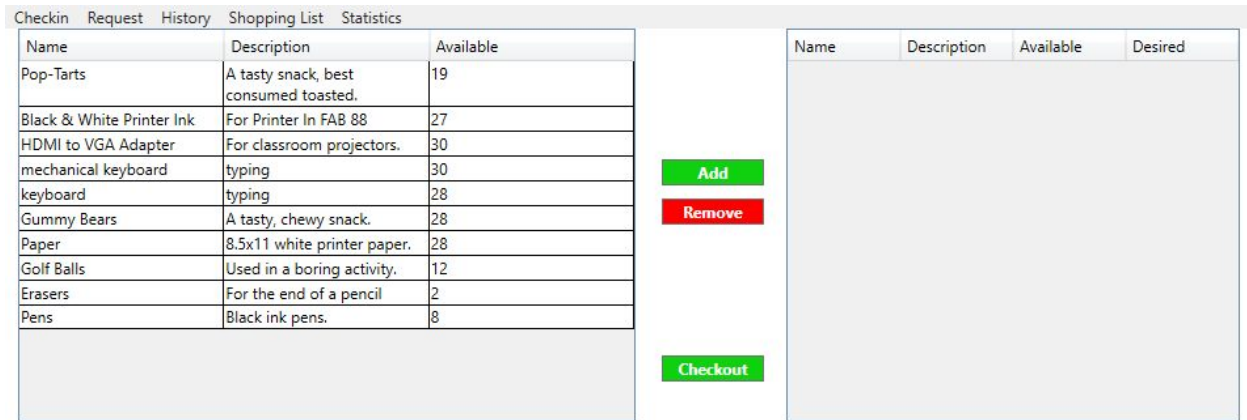 Checkin Request History Shopping List Statistics
Name Description Available
Pop-Tarts A tasty snack, best 19
consumed toasted.
Black & White Printer Ink For Printer In FAB 88 27
HDMI to VGA Adapter For classroom projectors. 30
mechanical keyboard typing 30
keyboard typing 28
Gummy Bears A tasty, chewy snack. 28
Paper 8.5x11 white printer paper. 28
Golf Balls Used in a boring activity. 12
Erasers For the end of a pencil 2
Pens Black ink pens. 8
Add
Remove
Checkout
Name Description Available Desired